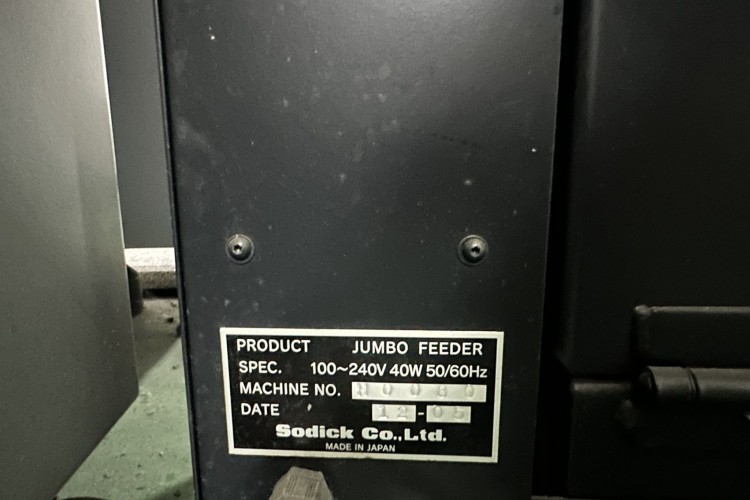 PRODUCT JUMBO FEEDER
SPEC. 100~240V 40W 50/60Hz
MACHINE NO.
DATE 12-05
Sodick Co.,Ltd.
MADE IN JAPAN